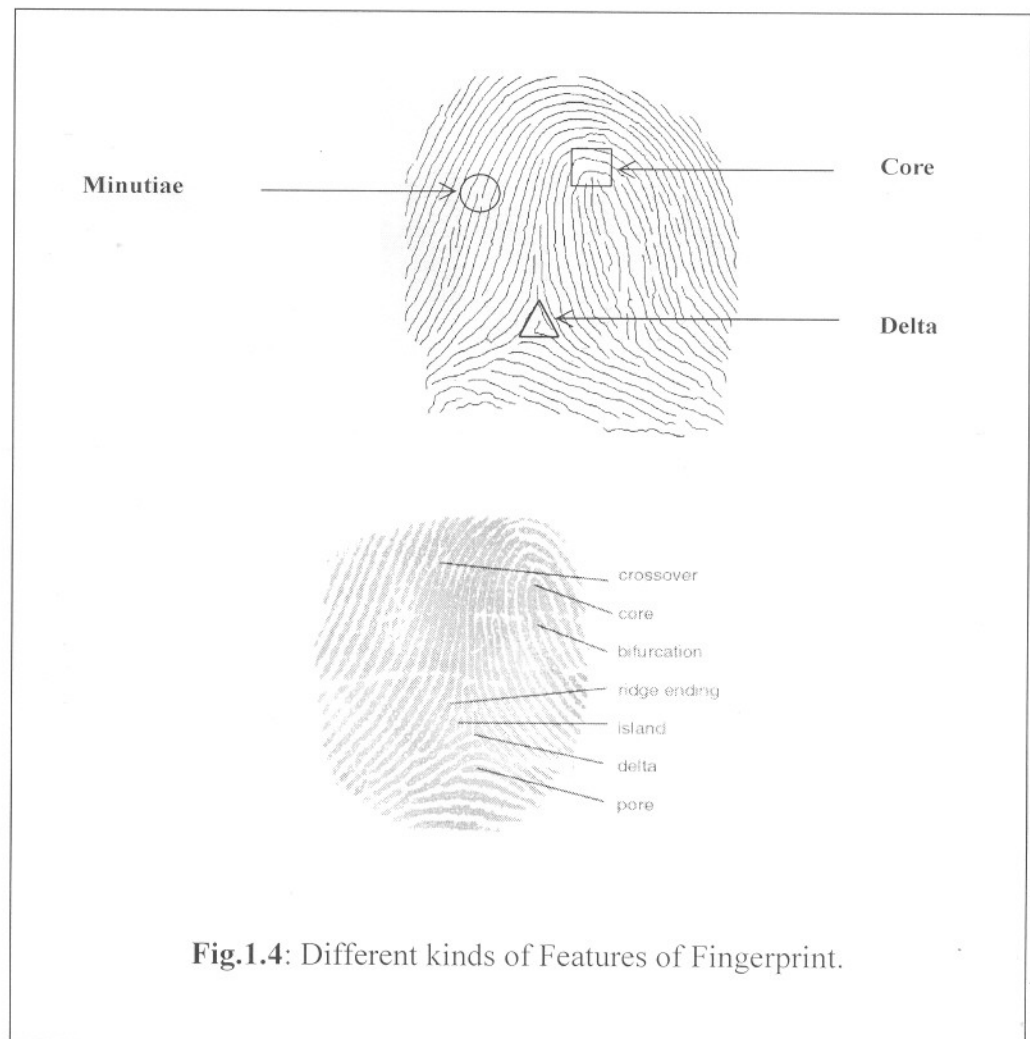 Minutiae
Core
Delta
crossover
core
bifurcation
ridge ending
island
delta
pore
Fig.1.4: Different kinds of Features of Fingerprint.